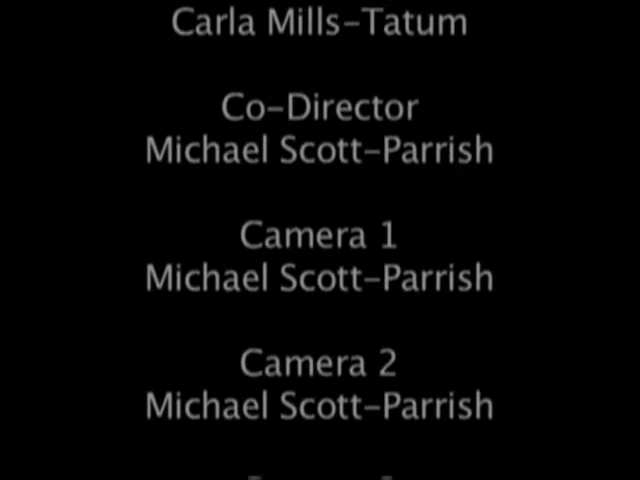 Carla Mills-Tatum
Co-Director
Michael Scott-Parrish
Camera 1
Michael Scott-Parrish
Camera 2
Michael Scott-Parrish